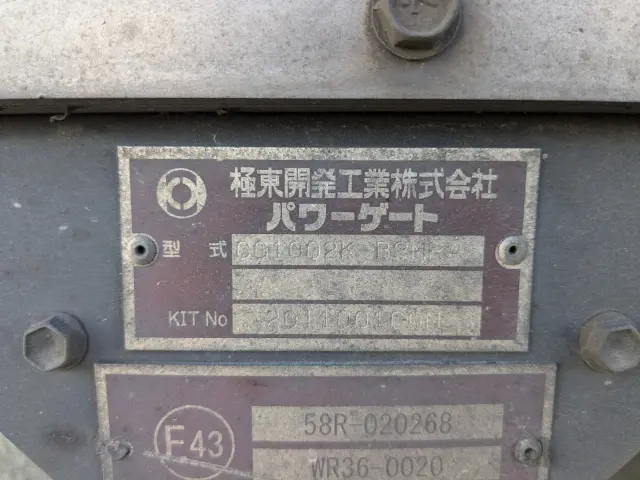 極東開発工業株式会社
パワーゲート
型式
KIT No
58R-020268
E43 WR36-0020